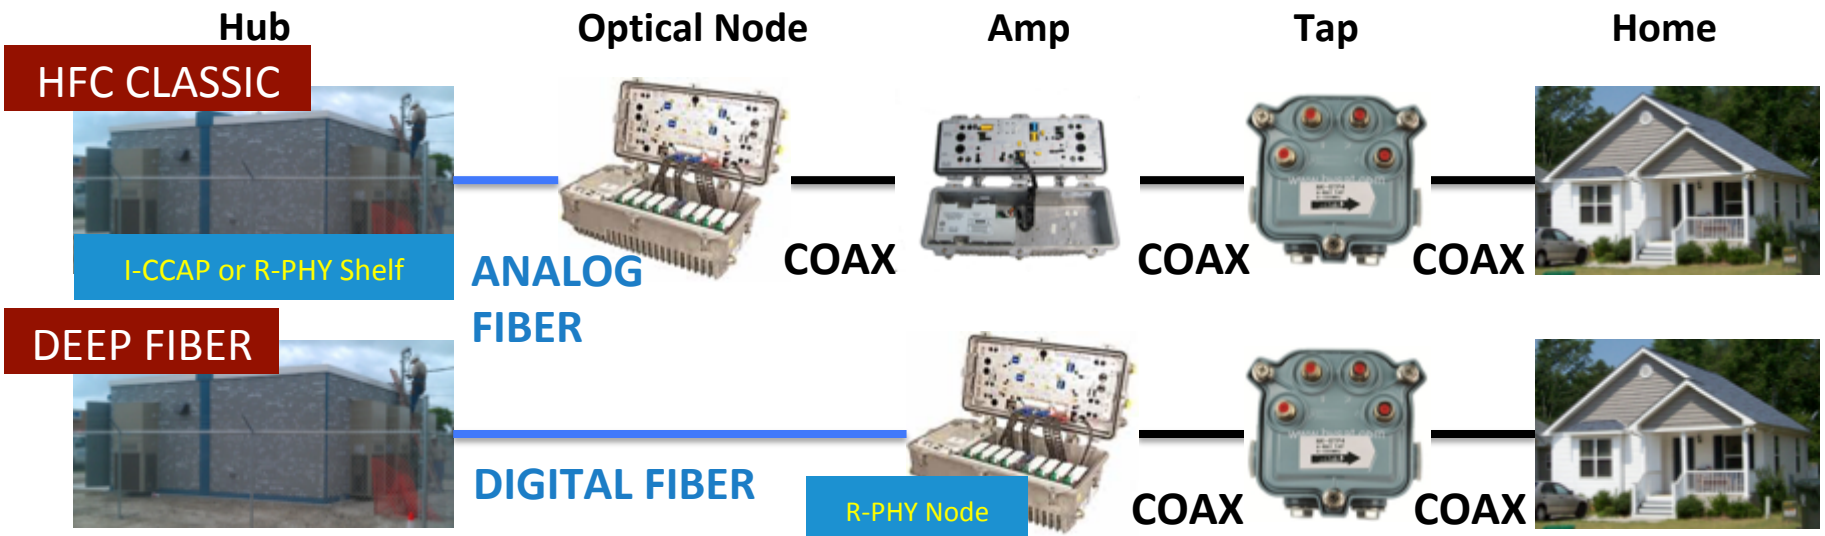 Hub
Optical Node
Amp
Tap
Home
HFC CLASSIC
I-CCAP or R-PHY Shelf
ANALOG
FIBER
COAX
COAX
COAX
DEEP FIBER
DIGITAL FIBER
R-PHY Node
COAX
COAX